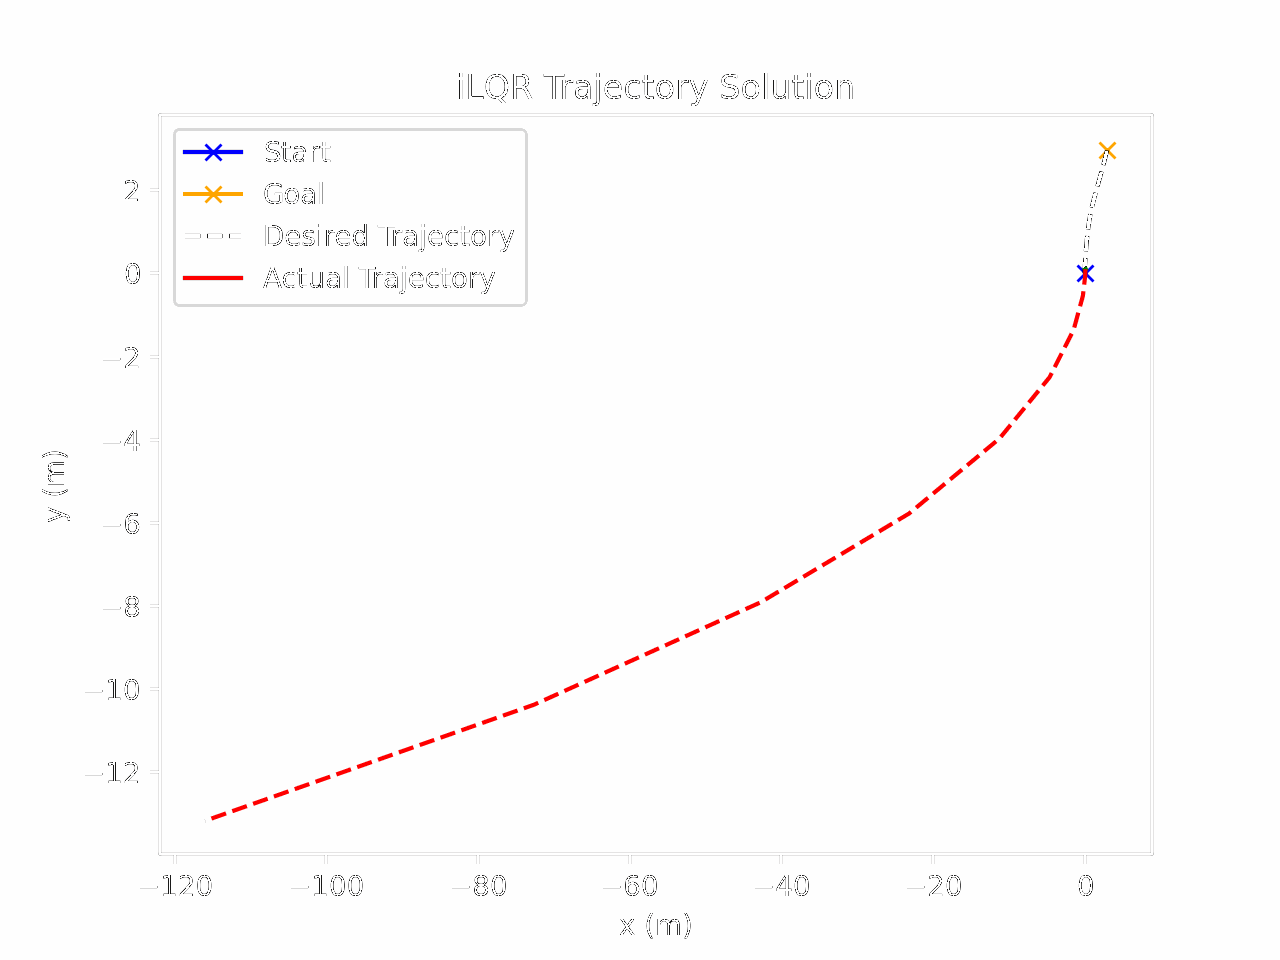 iLQR Trajectory Solution
Start
Goal
Desired Trajectory
Actual Trajectory
2
0
−2
−4
−6
−8
−10
−12
y (m)
−120
−100
−80
−60
−40
−20
0
x (m)